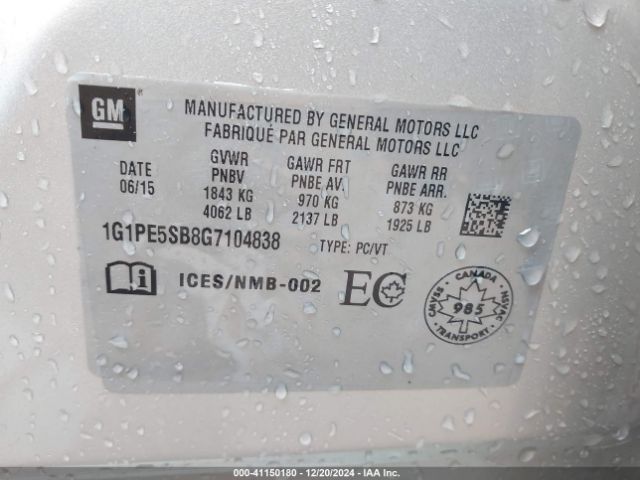 GM
MANUFACTURED BY GENERAL MOTORS LLC
FABRIQUÉ PAR GENERAL MOTORS LLC
DATE GVWR GAWR FRT GAWR RR
06/15 PNBV PNBE AV. PNBE ARR.
1843 KG 970 KG 873 KG
4062 LB 2137 LB 1925 LB
1G1PE5SB8G7104838 TYPE: PC/VT
ICES/NMB-002 EC
CANADA
CMVSS 985 NSVAC
TRANSPORT
000-41150180 - 12/20/2024 - IAA Inc.